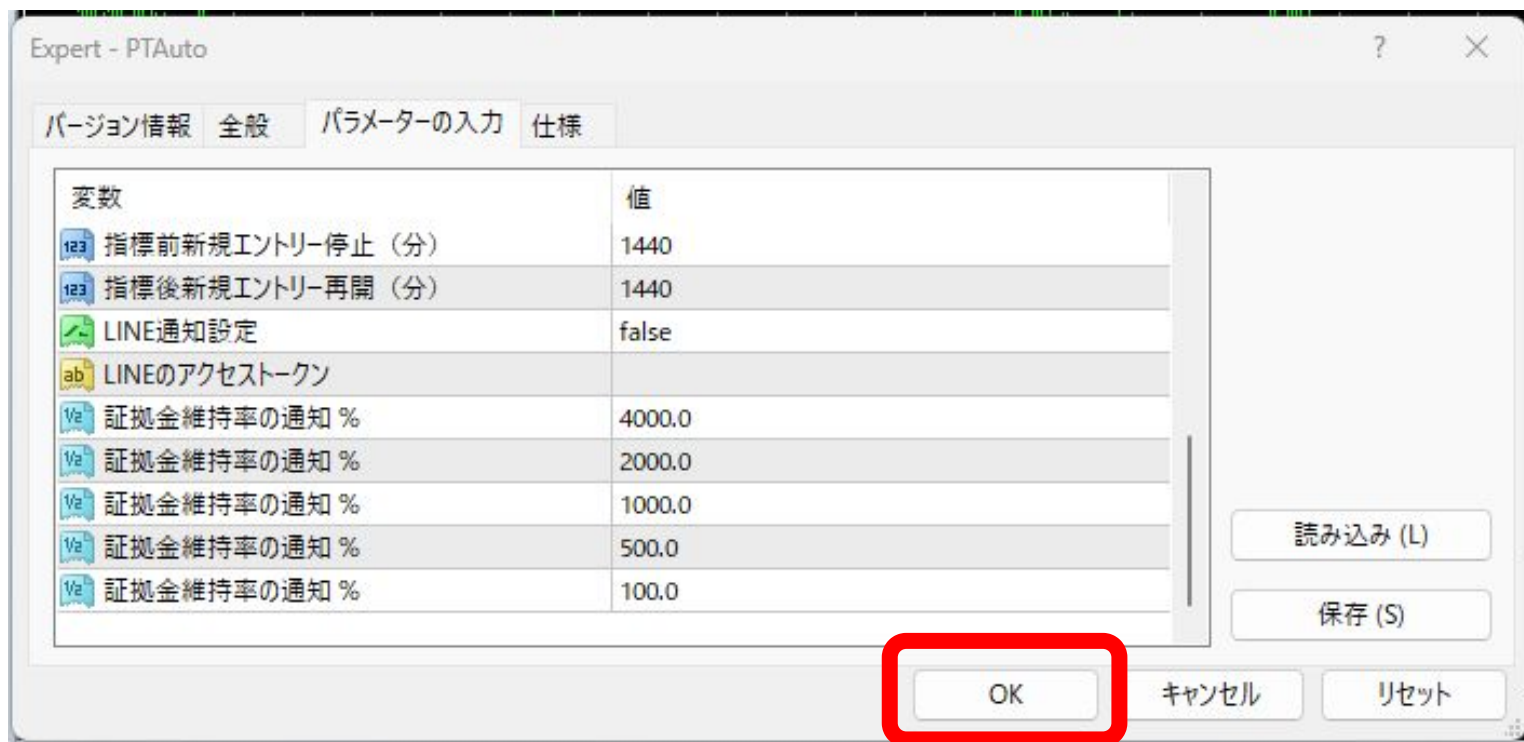 Expert - PTAuto
バージョン情報 全般 パラメーターの入力 仕様
変数 値
指標前新規エントリー停止（分） 1440
指標後新規エントリー再開（分） 1440
LINE通知設定 false
LINEのアクセストークン
証拠金維持率の通知 % 4000.0
証拠金維持率の通知 % 2000.0
証拠金維持率の通知 % 1000.0
証拠金維持率の通知 % 500.0
証拠金維持率の通知 % 100.0
読み込み (L)
保存 (S)
OK キャンセル リセット